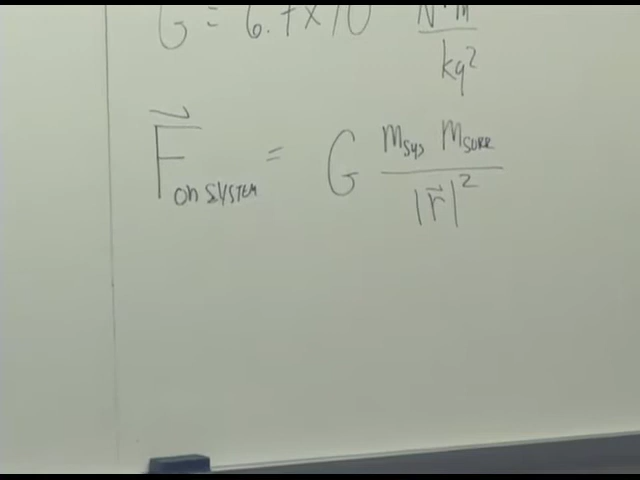 G = 6.7 × 10 N·m
kg²
F⃗ on SYSTEM = G m_sys m_SURR
|r⃗|²